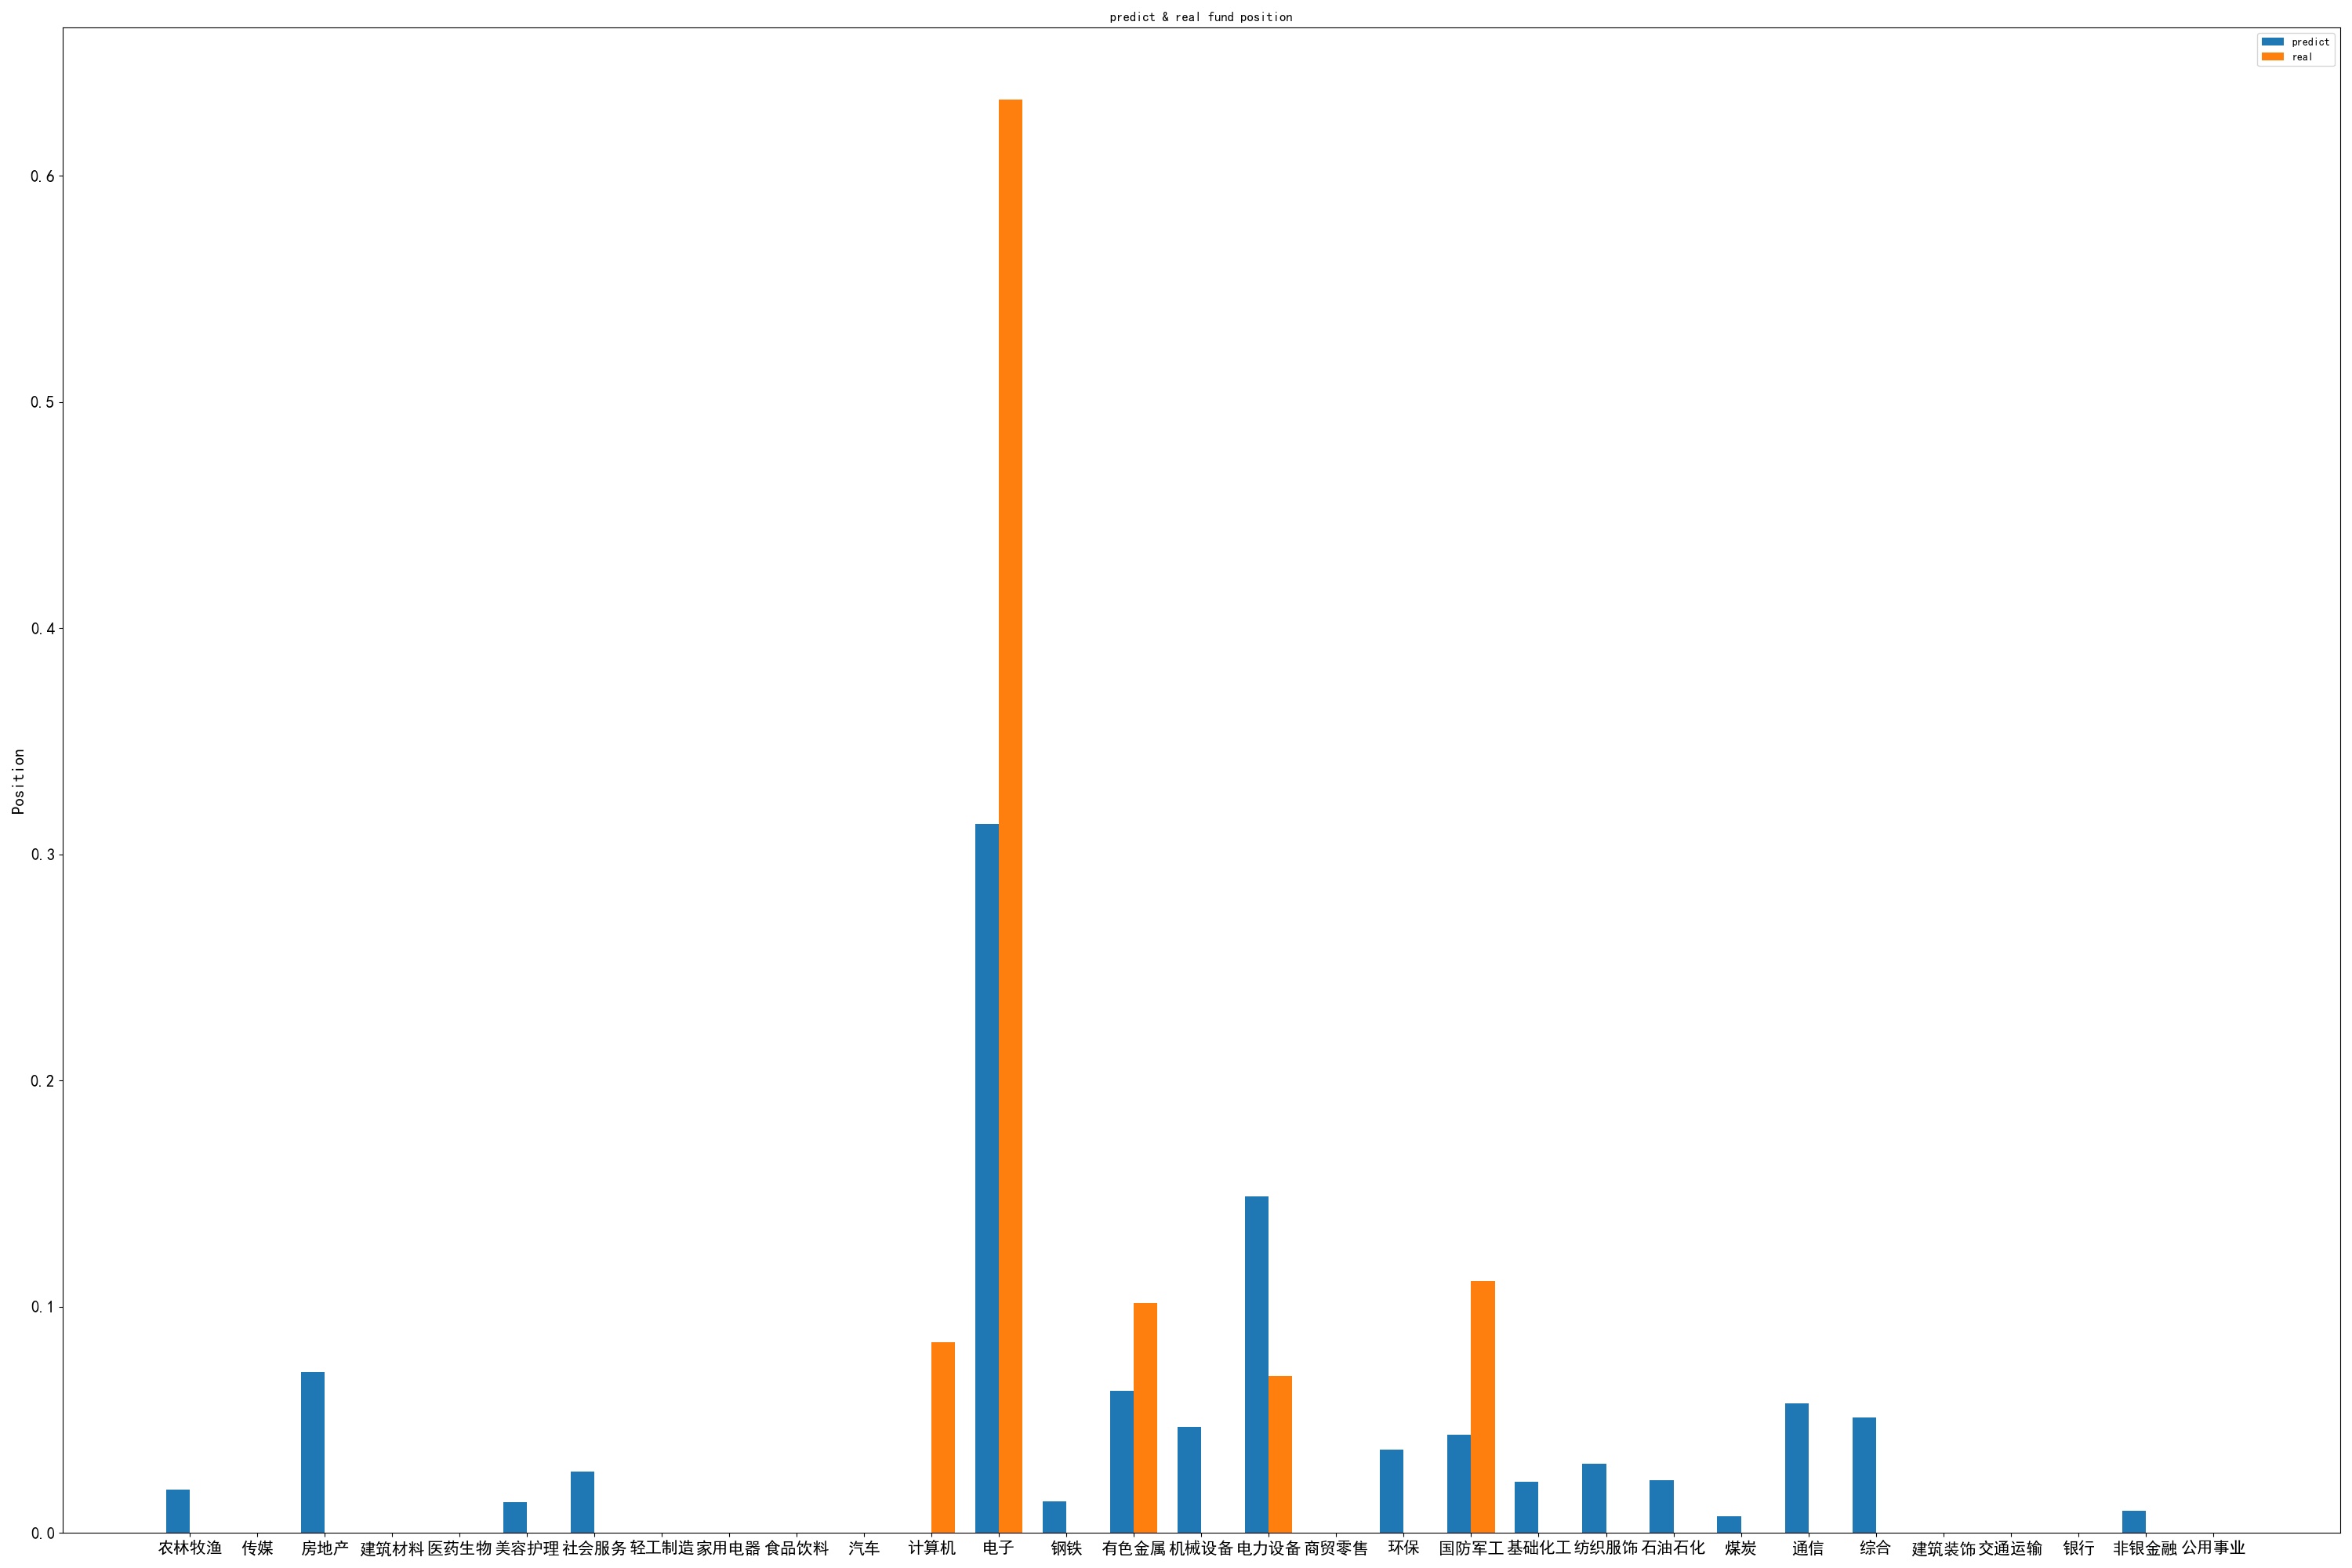 predict & real fund position
predict
real
Position
0.6
0.5
0.4
0.3
0.2
0.1
0.0
农林牧渔 传媒 房地产 建筑材料 医药生物 美容护理 社会服务 轻工制造 家用电器 食品饮料 汽车 计算机 电子 钢铁 有色金属 机械设备 电力设备 商贸零售 环保 国防军工 基础化工 纺织服饰 石油石化 煤炭 通信 综合 建筑装饰 交通运输 银行 非银金融 公用事业